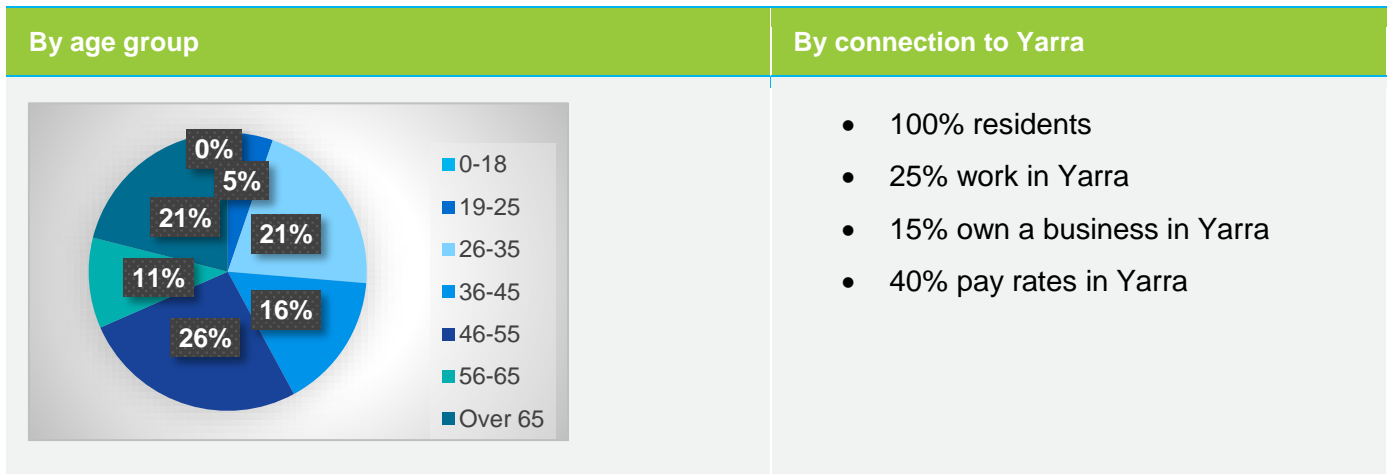 By age group
By connection to Yarra
0%
5%
21%
21%
11%
16%
26%
0-18
19-25
26-35
36-45
46-55
56-65
Over 65
• 100% residents
• 25% work in Yarra
• 15% own a business in Yarra
• 40% pay rates in Yarra